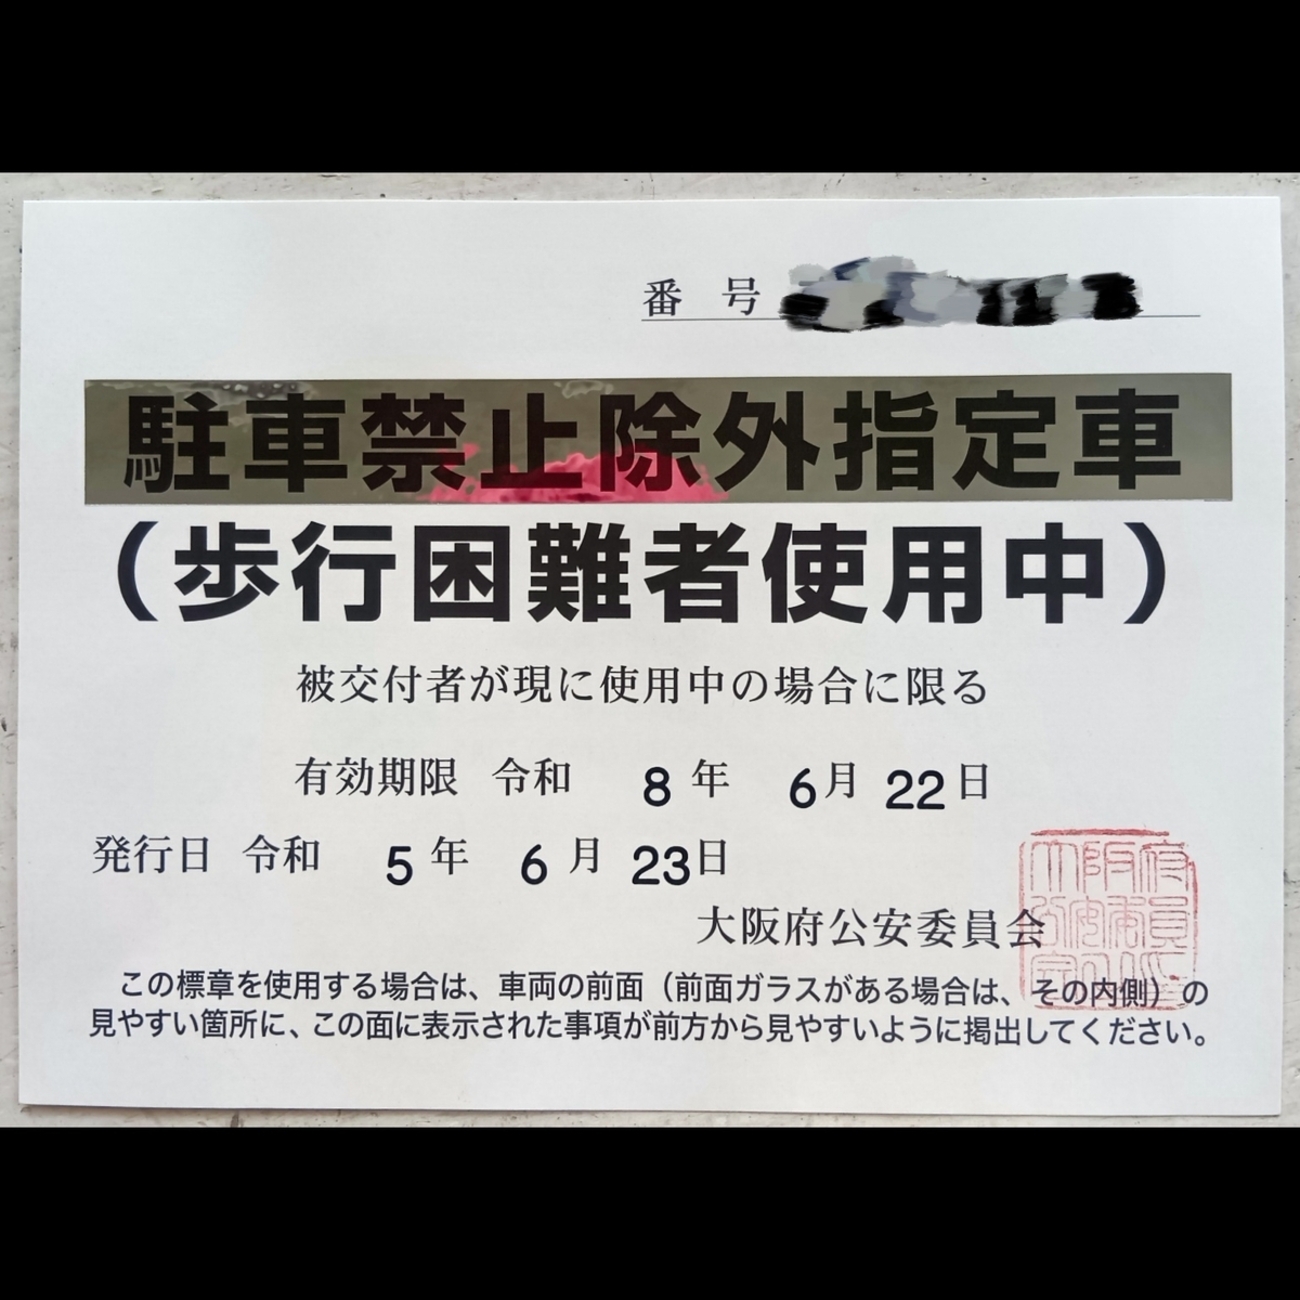 番 号
駐車禁止除外指定車
（歩行困難者使用中）
被交付者が現に使用中の場合に限る
有効期限 令和 8 年 6 月 22 日
発行日 令和 5 年 6 月 23 日
大阪府公安委員会
この標章を使用する場合は、車両の前面（前面ガラスがある場合は、その内側）の
見やすい箇所に、この面に表示された事項が前方から見やすいように掲出してください。